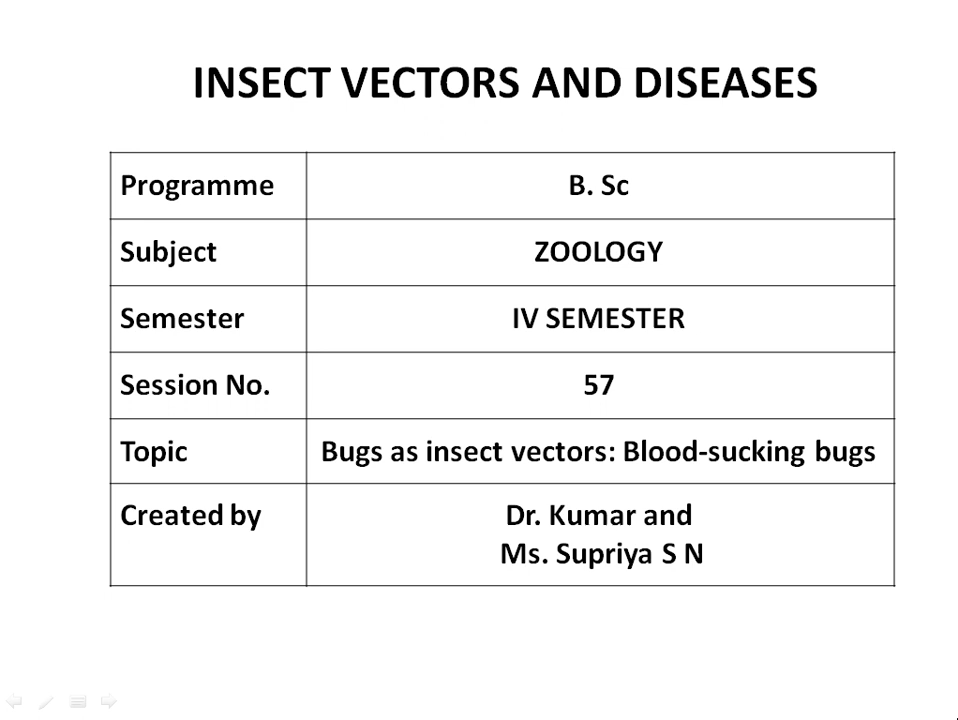 INSECT VECTORS AND DISEASES
Programme B. Sc
Subject ZOOLOGY
Semester IV SEMESTER
Session No. 57
Topic Bugs as insect vectors: Blood-sucking bugs
Created by Dr. Kumar and
Ms. Supriya S N